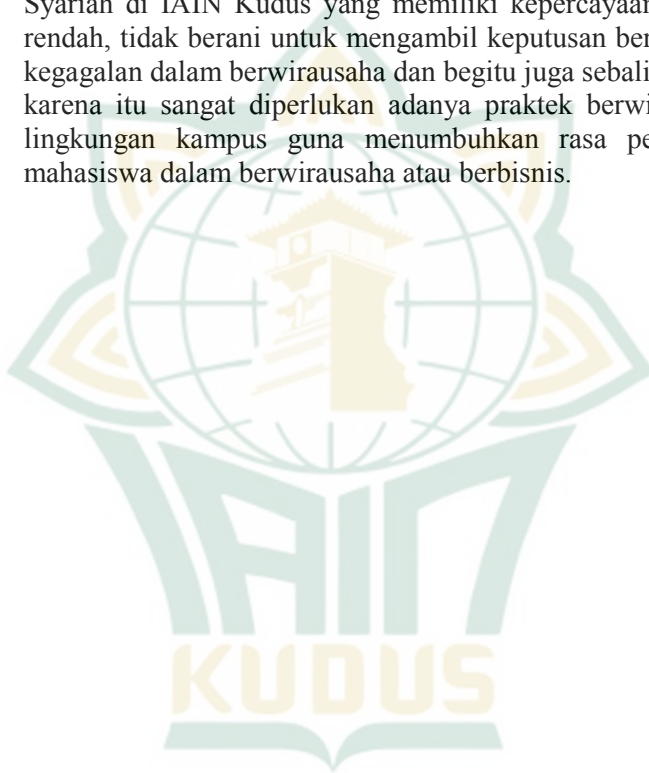 Syariah di IAIN Kudus yang memiliki kepercayaan
rendah, tidak berani untuk mengambil keputusan ber
kegagalan dalam berwirausaha dan begitu juga sebali
karena itu sangat diperlukan adanya praktek berwi
lingkungan kampus guna menumbuhkan rasa pe
mahasiswa dalam berwirausaha atau berbisnis.
IAIN
KUDUS